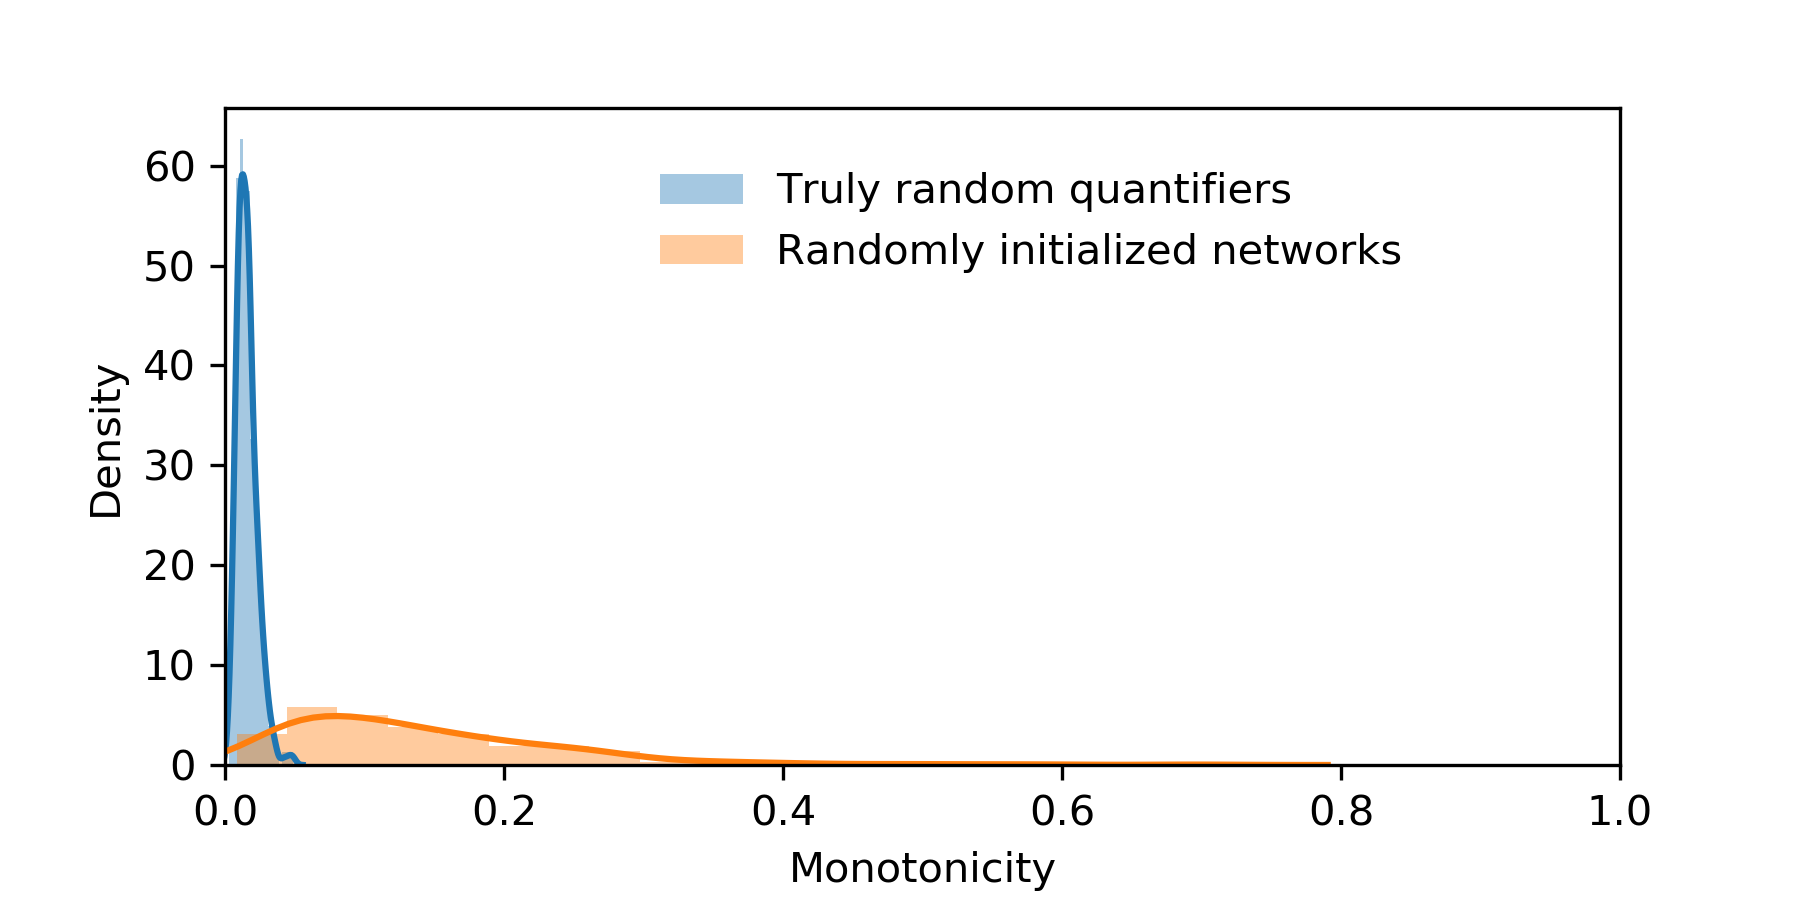 Truly random quantifiers
Randomly initialized networks
60
50
40
30
20
10
0
Density
0.0 0.2 0.4 0.6 0.8 1.0
Monotonicity